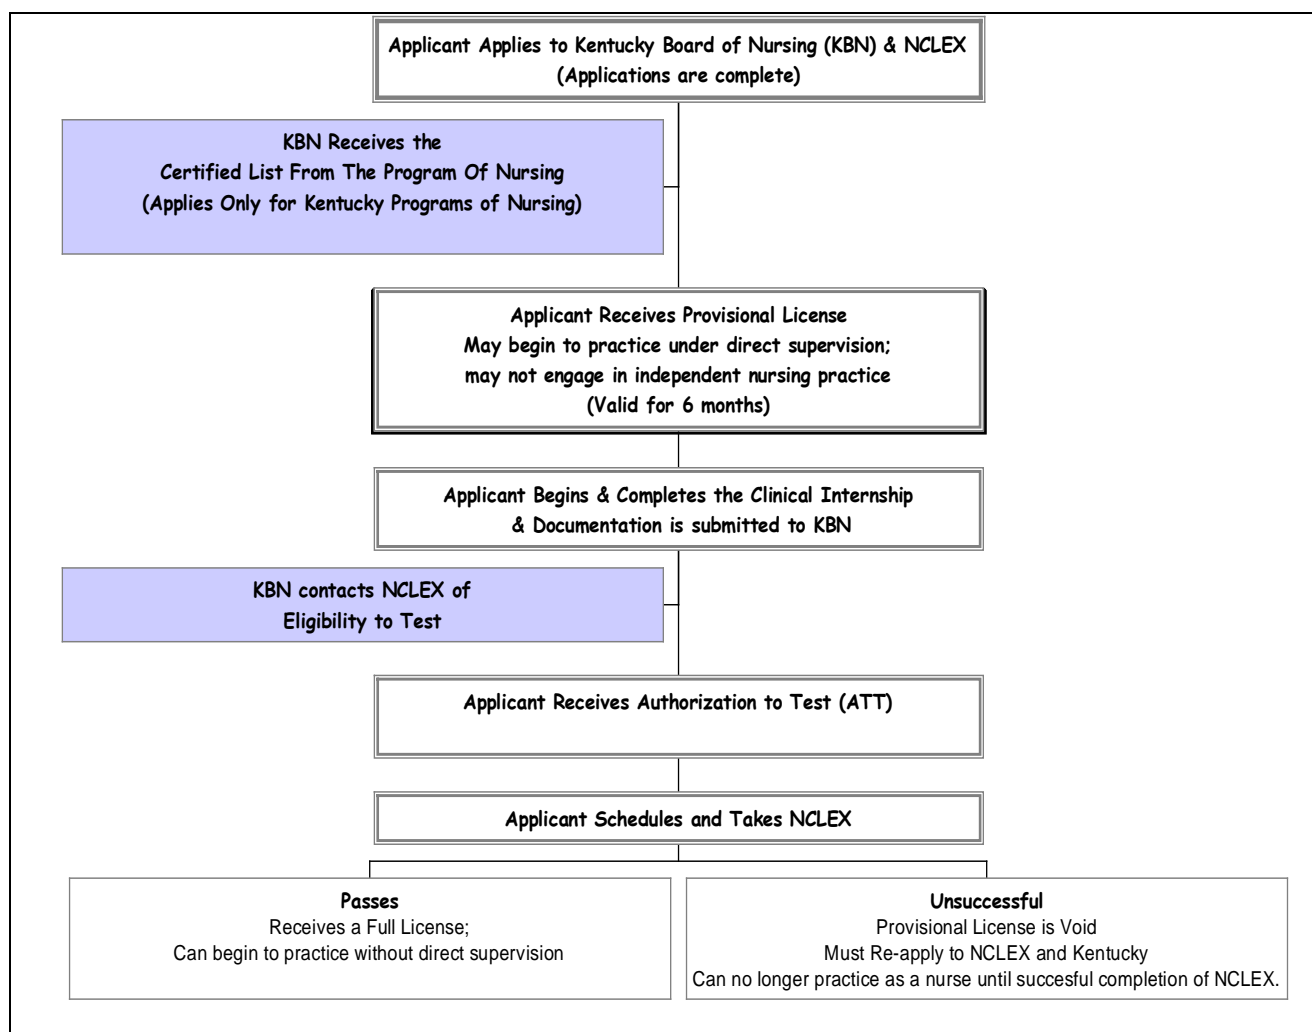 Applicant Applies to Kentucky Board of Nursing (KBN) & NCLEX
(Applications are complete)
KBN Receives the
Certified List From The Program Of Nursing
(Applies Only for Kentucky Programs of Nursing)
Applicant Receives Provisional License
May begin to practice under direct supervision;
may not engage in independent nursing practice
(Valid for 6 months)
Applicant Begins & Completes the Clinical Internship
& Documentation is submitted to KBN
KBN contacts NCLEX of
Eligibility to Test
Applicant Receives Authorization to Test (ATT)
Applicant Schedules and Takes NCLEX
Passes
Receives a Full License;
Can begin to practice without direct supervision
Unsuccessful
Provisional License is Void
Must Re-apply to NCLEX and Kentucky
Can no longer practice as a nurse until succesful completion of NCLEX.